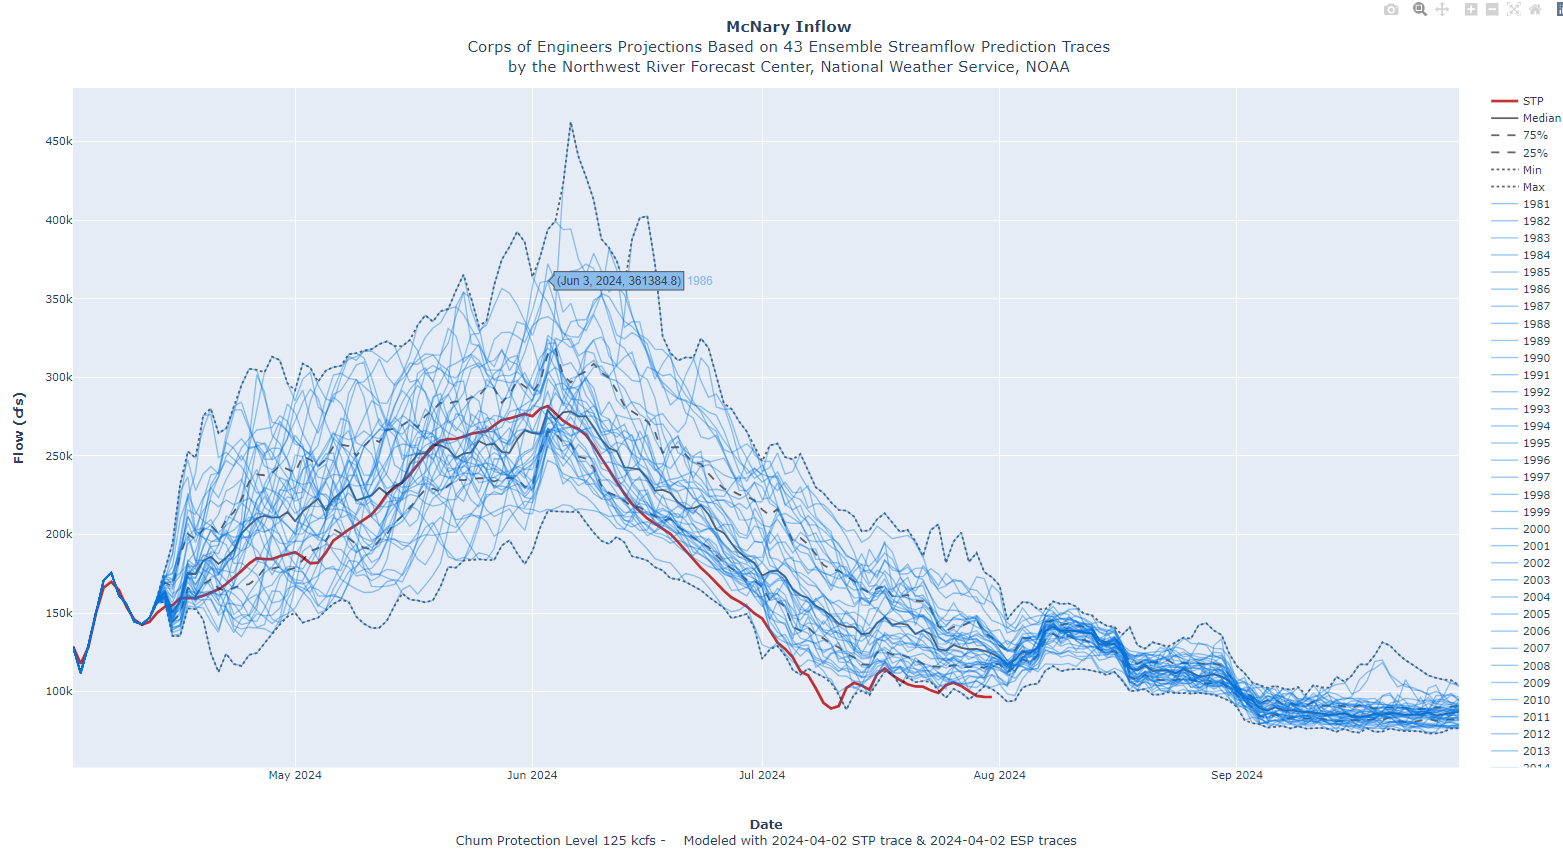 McNary Inflow
Corps of Engineers Projections Based on 43 Ensemble Streamflow Prediction Traces
by the Northwest River Forecast Center, National Weather Service, NOAA
STP
Median
75%
25%
Min
Max
1981
1982
1983
1984
1985
1986
1987
1988
1989
1990
1991
1992
1993
1994
1995
1996
1997
1998
1999
2000
2001
2002
2003
2004
2005
2006
2007
2008
2009
2010
2011
2012
2013
450k
400k
350k
300k
250k
200k
150k
100k
Flow (cfs)
(Jun 3, 2024, 361384.8) 1986
May 2024
Jun 2024
Jul 2024
Aug 2024
Sep 2024
Date
Chum Protection Level 125 kcfs - Modeled with 2024-04-02 STP trace & 2024-04-02 ESP traces